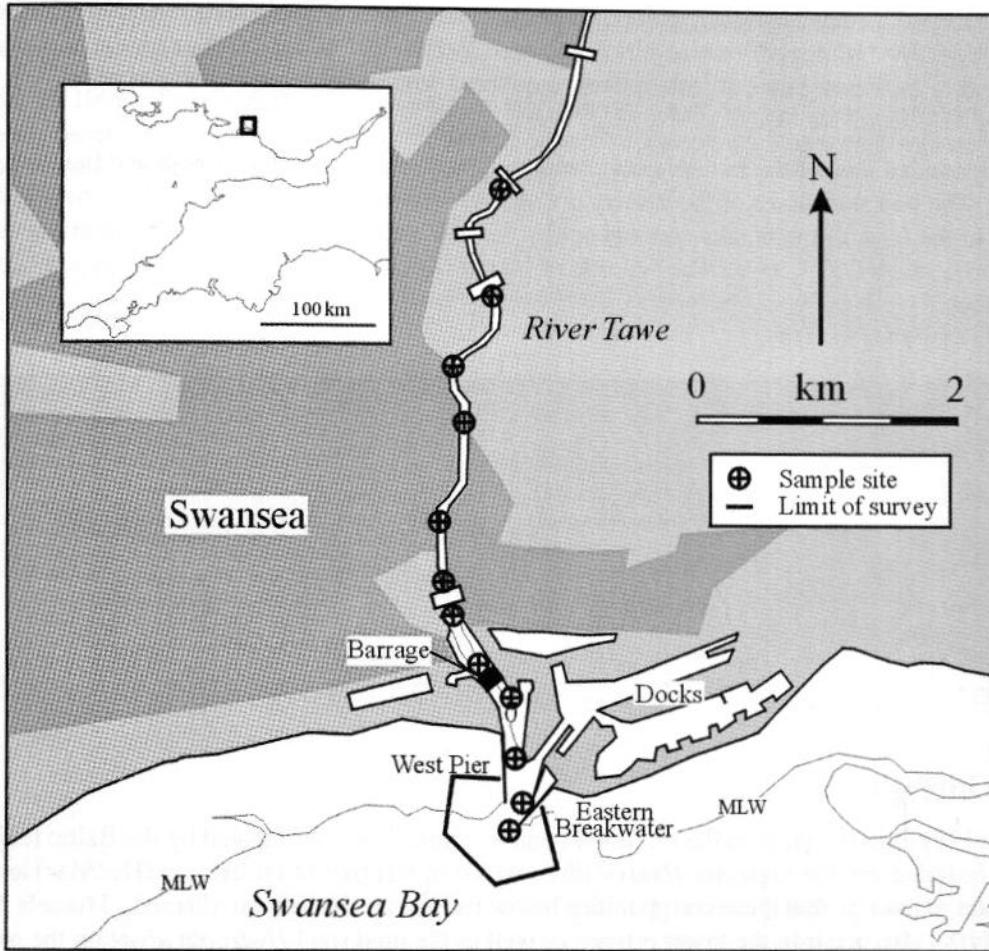 N
100 km
River Tawe
0 km 2
Sample site
Limit of survey
Swansea
Barrage
Docks
West Pier
Eastern
Breakwater
MLW
MLW
Swansea Bay